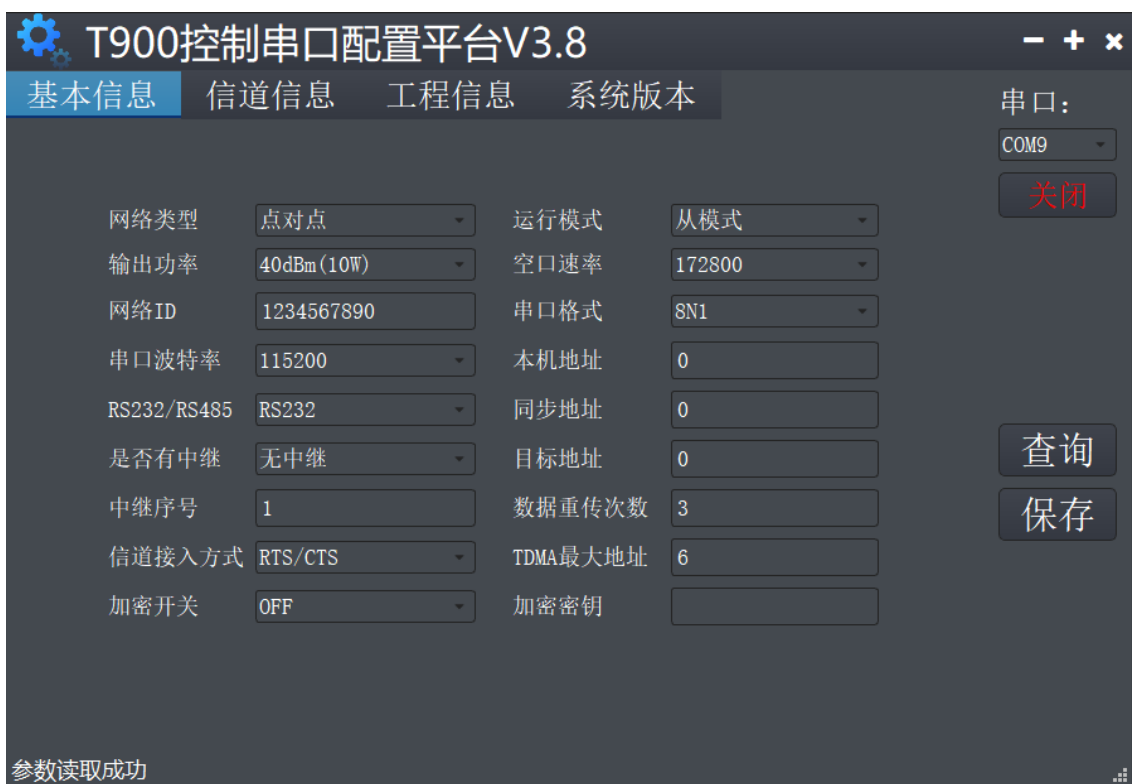 T900控制串口配置平台V3.8
基本信息 信道信息 工程信息 系统版本
串口：
COM9
关闭
网络类型 点对点 运行模式 从模式
输出功率 40dBm(10W) 空口速率 172800
网络ID 1234567890 串口格式 8N1
串口波特率 115200 本机地址 0
RS232/RS485 RS232 同步地址 0
是否有中继 无中继 目标地址 0
中继序号 1 数据重传次数 3
信道接入方式 RTS/CTS TDMA最大地址 6
加密开关 OFF 加密密钥
查询
保存
参数读取成功